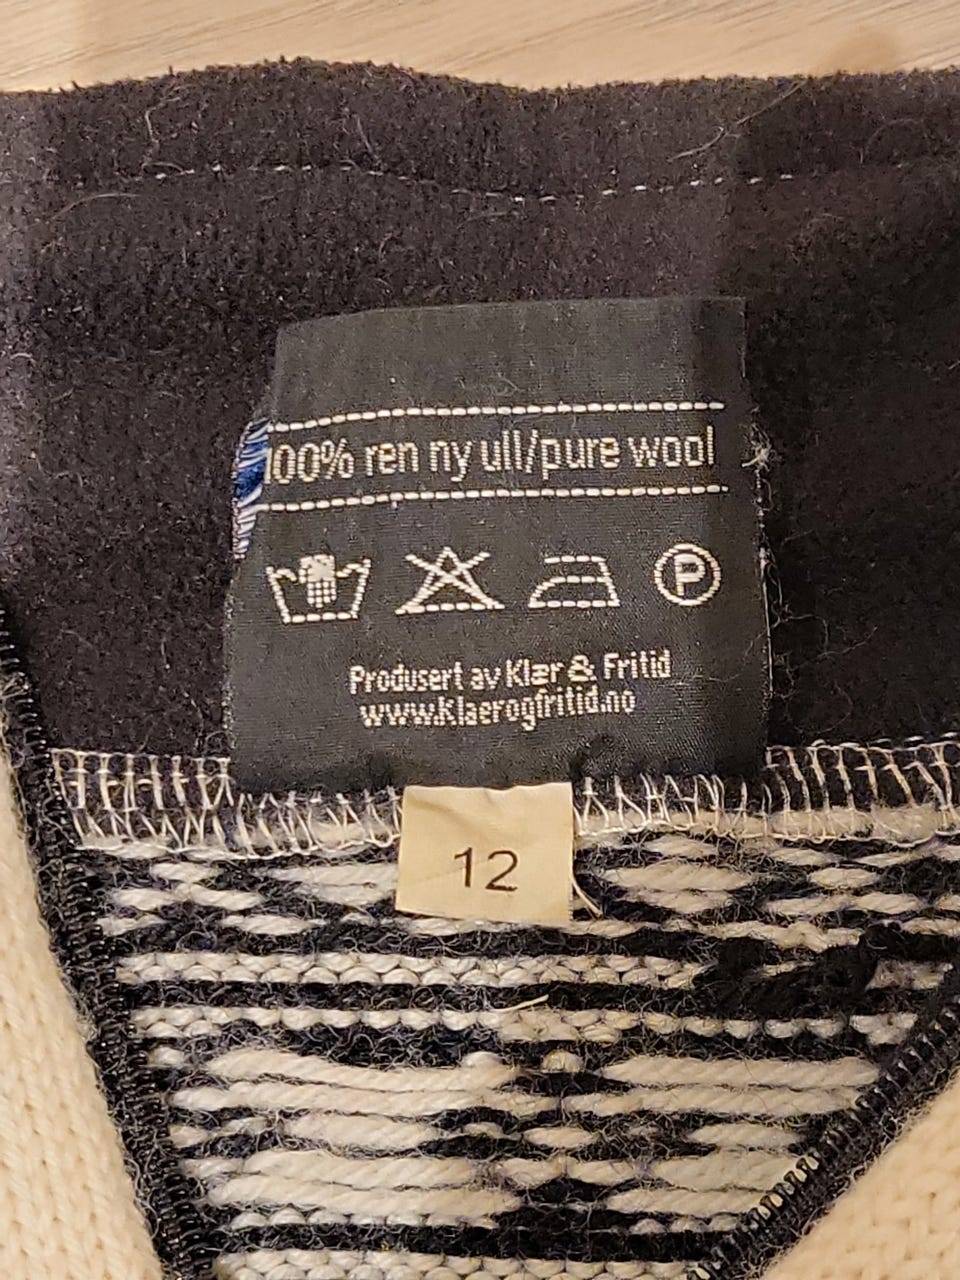 100% ren ny ull/pure wool
P
Produsert av Klær & Fritid
www.klaerogfritid.no
12